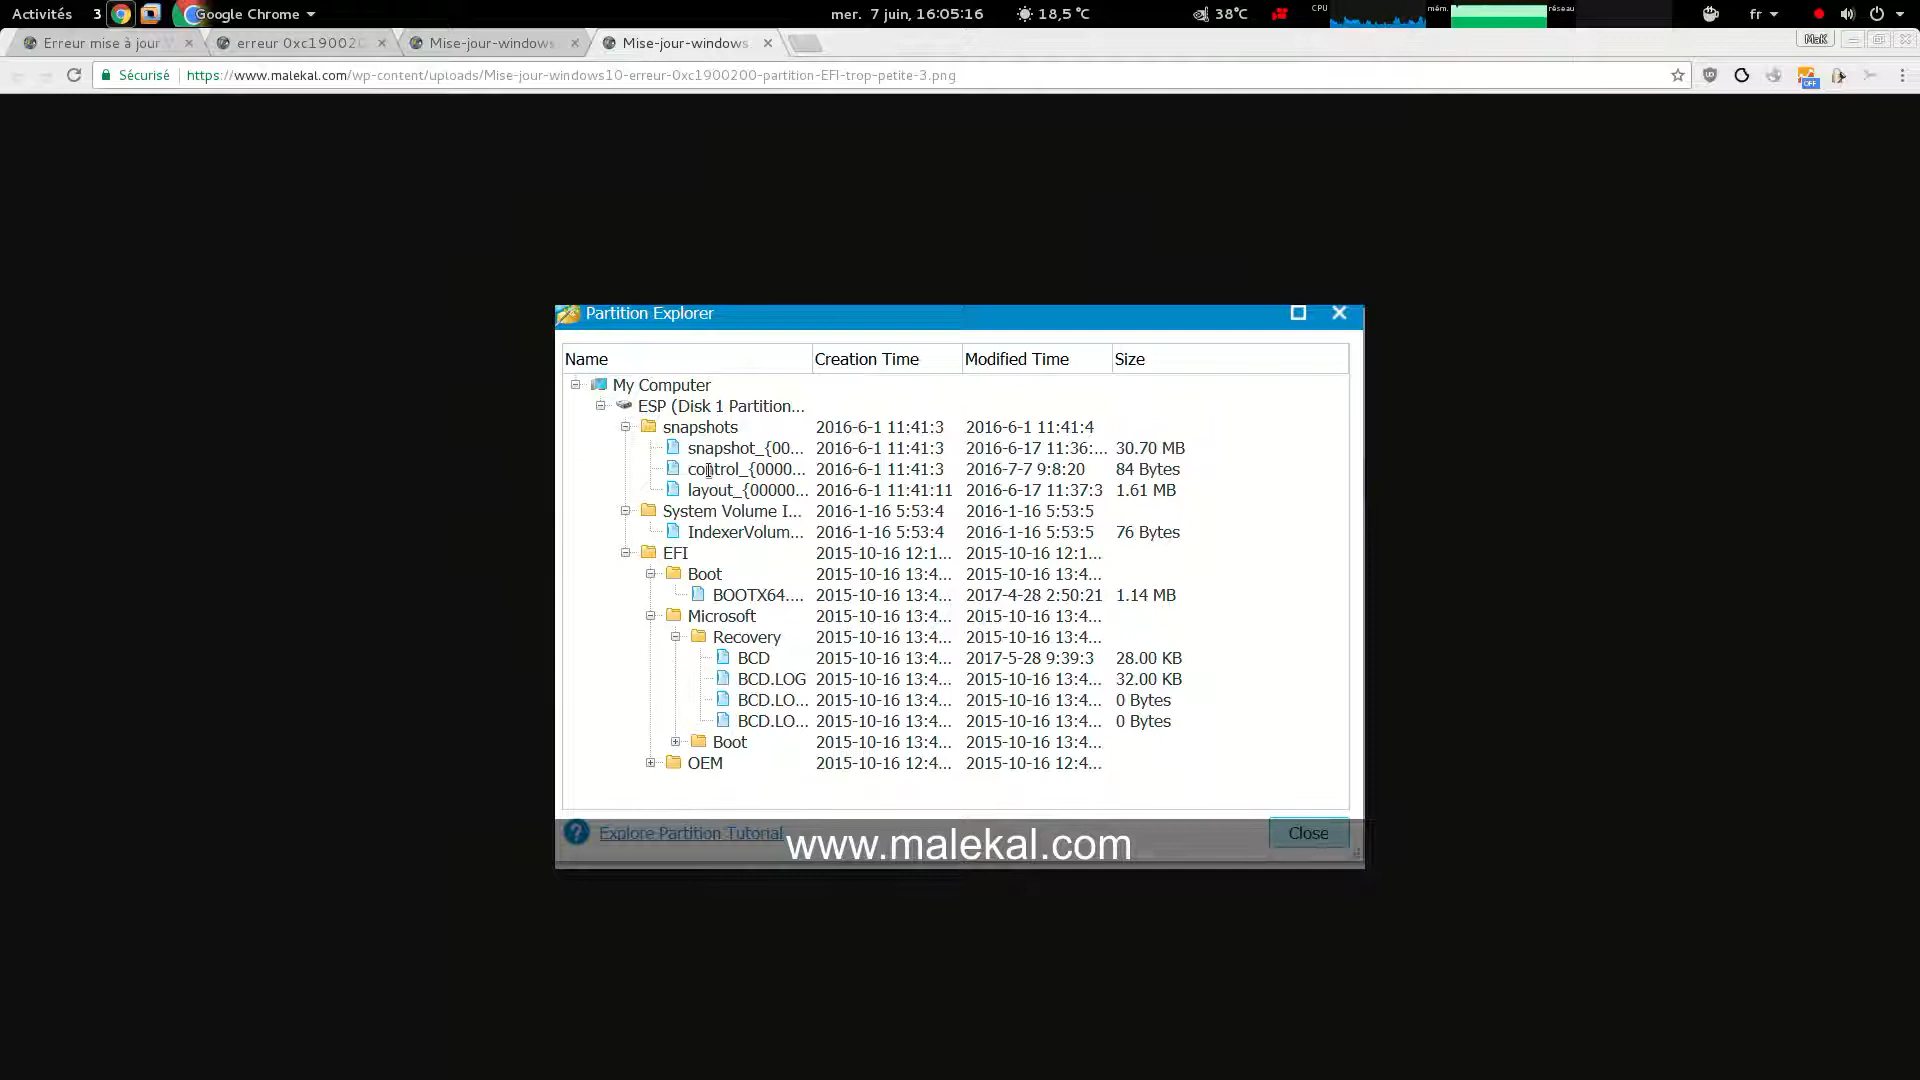 Activités 3 Google Chrome mer. 7 juin, 16:05:16 18,5 °C 38°C CPU mém. réseau fr
Erreur mise à jour erreur 0xc190020 Mise-jour-windows Mise-jour-windows MaK
Sécurisé https://www.malekal.com/wp-content/uploads/Mise-jour-windows10-erreur-0xc1900200-partition-EFI-trop-petite-3.png OFF
Partition Explorer
Name Creation Time Modified Time Size
My Computer
ESP (Disk 1 Partition...
snapshots 2016-6-1 11:41:3 2016-6-1 11:41:4
snapshot_{00... 2016-6-1 11:41:3 2016-6-17 11:36:... 30.70 MB
control_{0000... 2016-6-1 11:41:3 2016-7-7 9:8:20 84 Bytes
layout_{00000... 2016-6-1 11:41:11 2016-6-17 11:37:3 1.61 MB
System Volume I... 2016-1-16 5:53:4 2016-1-16 5:53:5
IndexerVolum... 2016-1-16 5:53:4 2016-1-16 5:53:5 76 Bytes
EFI 2015-10-16 12:1... 2015-10-16 12:1...
Boot 2015-10-16 13:4... 2015-10-16 13:4...
BOOTX64.... 2015-10-16 13:4... 2017-4-28 2:50:21 1.14 MB
Microsoft 2015-10-16 13:4... 2015-10-16 13:4...
Recovery 2015-10-16 13:4... 2015-10-16 13:4...
BCD 2015-10-16 13:4... 2017-5-28 9:39:3 28.00 KB
BCD.LOG 2015-10-16 13:4... 2015-10-16 13:4... 32.00 KB
BCD.LO... 2015-10-16 13:4... 2015-10-16 13:4... 0 Bytes
BCD.LO... 2015-10-16 13:4... 2015-10-16 13:4... 0 Bytes
Boot 2015-10-16 13:4... 2015-10-16 13:4...
OEM 2015-10-16 12:4... 2015-10-16 12:4...
Explore Partition Tutorial Close
www.malekal.com